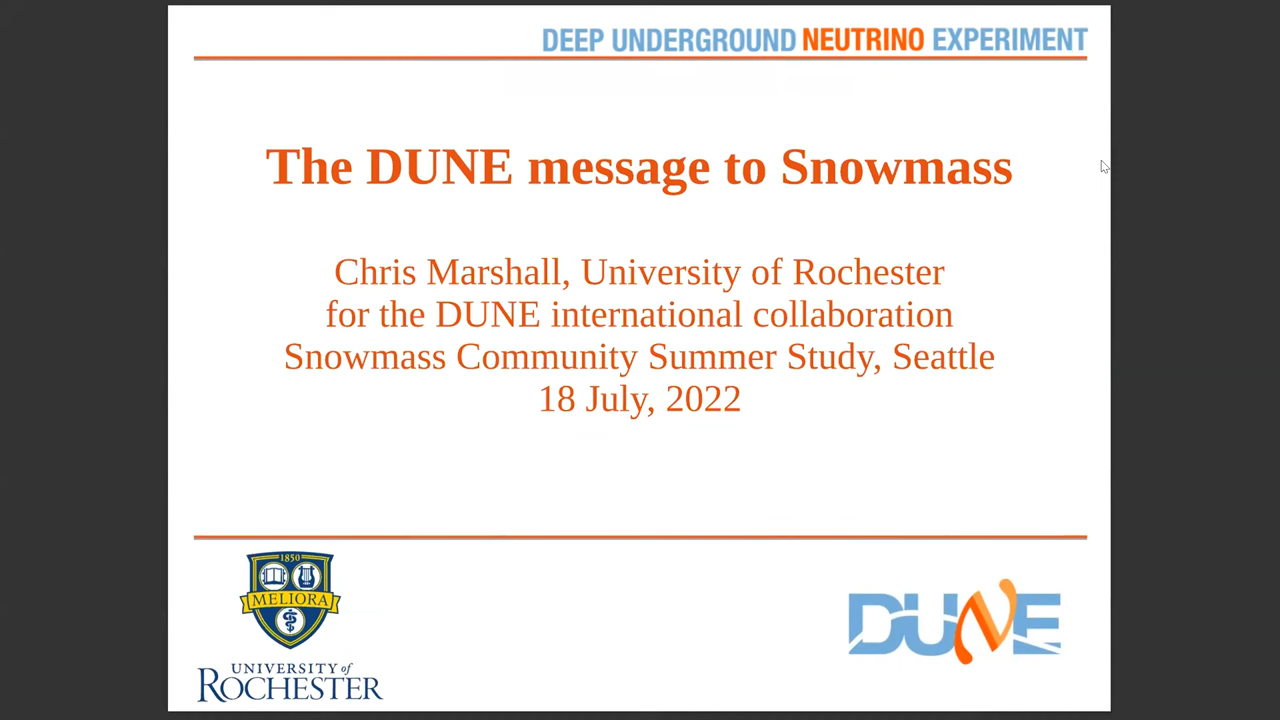 DEEP UNDERGROUND NEUTRINO EXPERIMENT
The DUNE message to Snowmass
Chris Marshall, University of Rochester
for the DUNE international collaboration
Snowmass Community Summer Study, Seattle
18 July, 2022
1850
MELIORA
UNIVERSITY of
ROCHESTER
DUNE